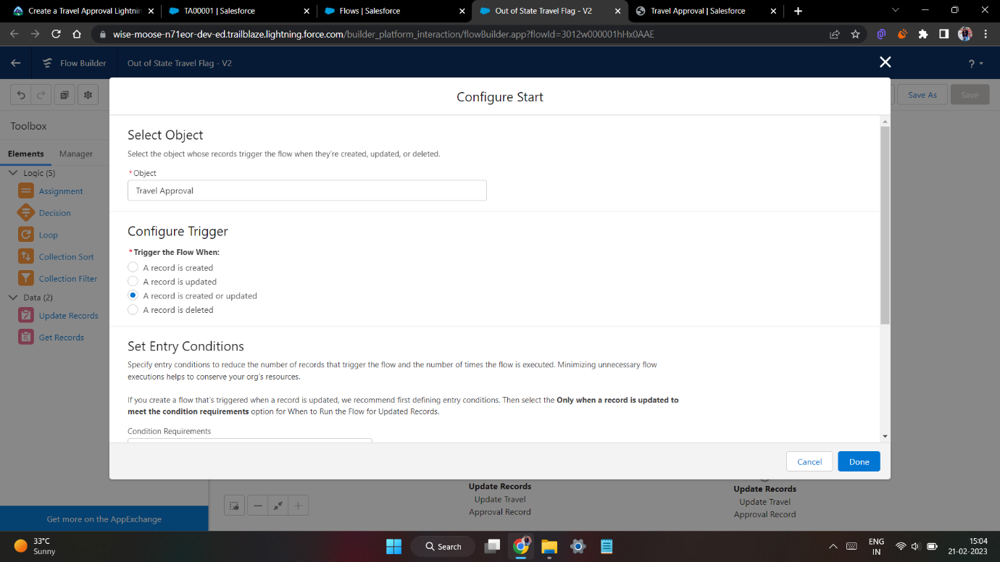 Create a Travel Approval Lightnin
TA00001 | Salesforce
Flows | Salesforce
Out of State Travel Flag - V2
Travel Approval | Salesforce
wise-moose-n71eor-dev-ed.trailblaze.lightning.force.com/builder_platform_interaction/flowBuilder.app?flowId=3012w000001hHx0AAE
Flow Builder
Out of State Travel Flag - V2
?
Configure Start
Save As
Save
Toolbox
Elements
Manager
Logic (5)
Assignment
Decision
Loop
Collection Sort
Collection Filter
Data (2)
Update Records
Get Records
Select Object
Select the object whose records trigger the flow when they're created, updated, or deleted.
* Object
Travel Approval
Configure Trigger
* Trigger the Flow When:
A record is created
A record is updated
A record is created or updated
A record is deleted
Set Entry Conditions
Specify entry conditions to reduce the number of records that trigger the flow and the number of times the flow is executed. Minimizing unnecessary flow
executions helps to conserve your org's resources.
If you create a flow that's triggered when a record is updated, we recommend first defining entry conditions. Then select the Only when a record is updated to
meet the condition requirements option for When to Run the Flow for Updated Records.
Condition Requirements
Cancel
Done
Update Records
Update Travel
Approval Record
Update Records
Update Travel
Approval Record
Get more on the AppExchange
33°C
Sunny
Search
ENG
IN
15:04
21-02-2023